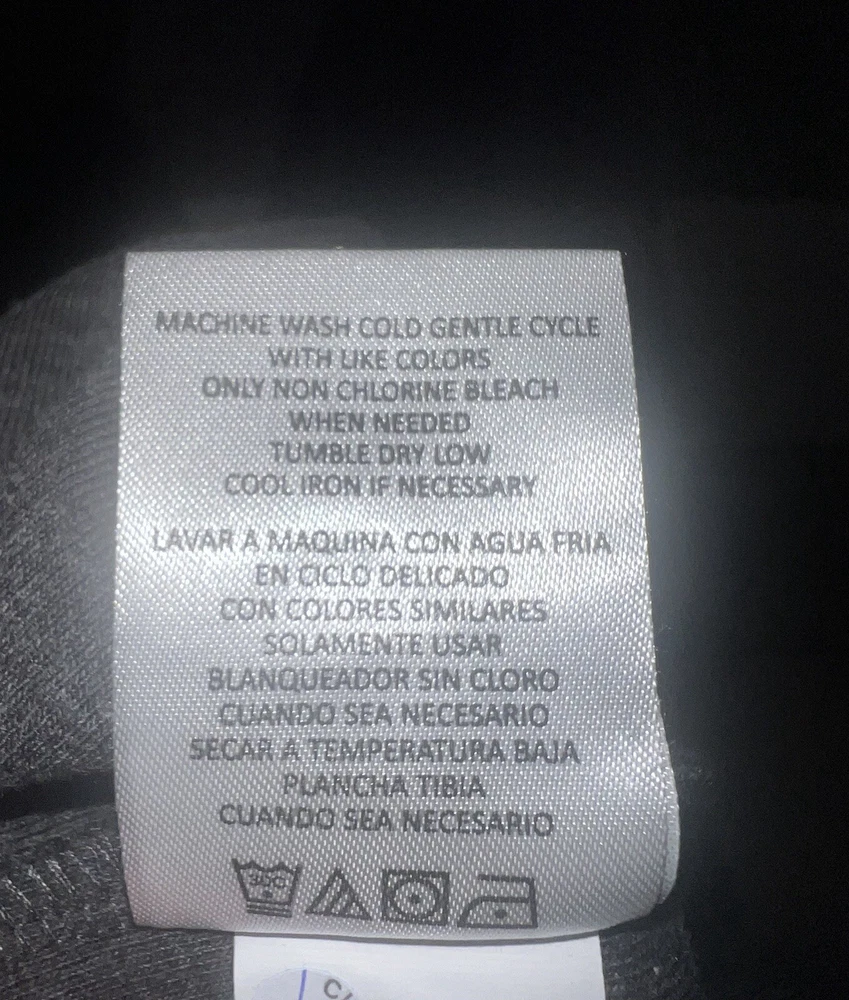 MACHINE WASH COLD GENTLE CYCLE
WITH LIKE COLORS
ONLY NON CHLORINE BLEACH
WHEN NEEDED
TUMBLE DRY LOW
COOL IRON IF NECESSARY
LAVAR A MAQUINA CON AGUA FRIA
EN CICLO DELICADO
CON COLORES SIMILARES
SOLAMENTE USAR
BLANQUEADOR SIN CLORO
CUANDO SEA NECESARIO
SECAR A TEMPERATURA BAJA
PLANCHA TIBIA
CUANDO SEA NECESARIO
30C